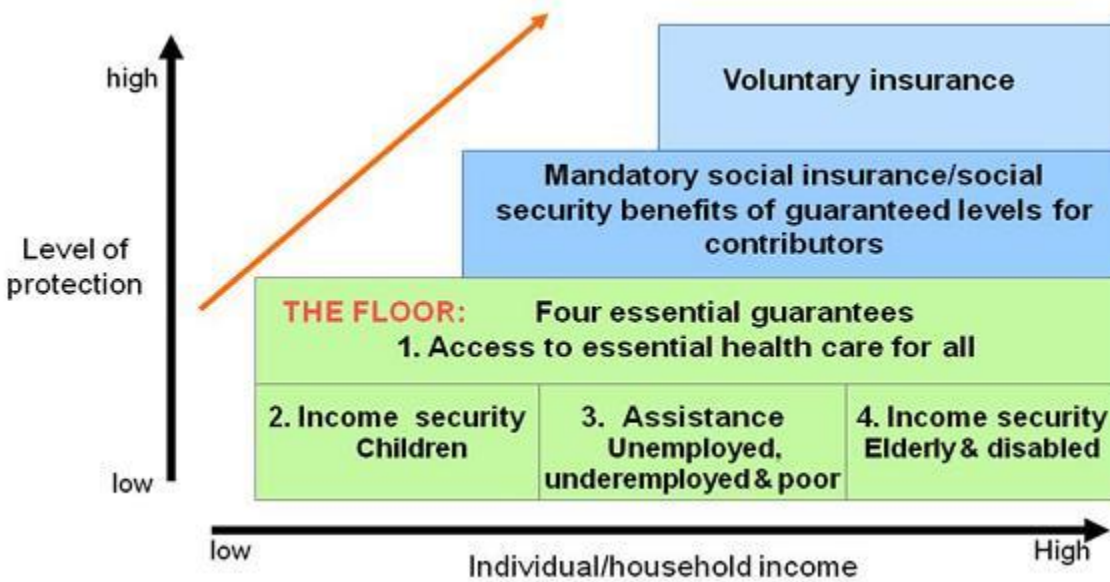 high
Voluntary insurance
Mandatory social insurance/social
security benefits of guaranteed levels for
contributors
Level of
protection
THE FLOOR: Four essential guarantees
1. Access to essential health care for all
2. Income security
Children
3. Assistance
Unemployed,
underemployed & poor
4. Income security
Elderly & disabled
low
low
High
Individual/household income